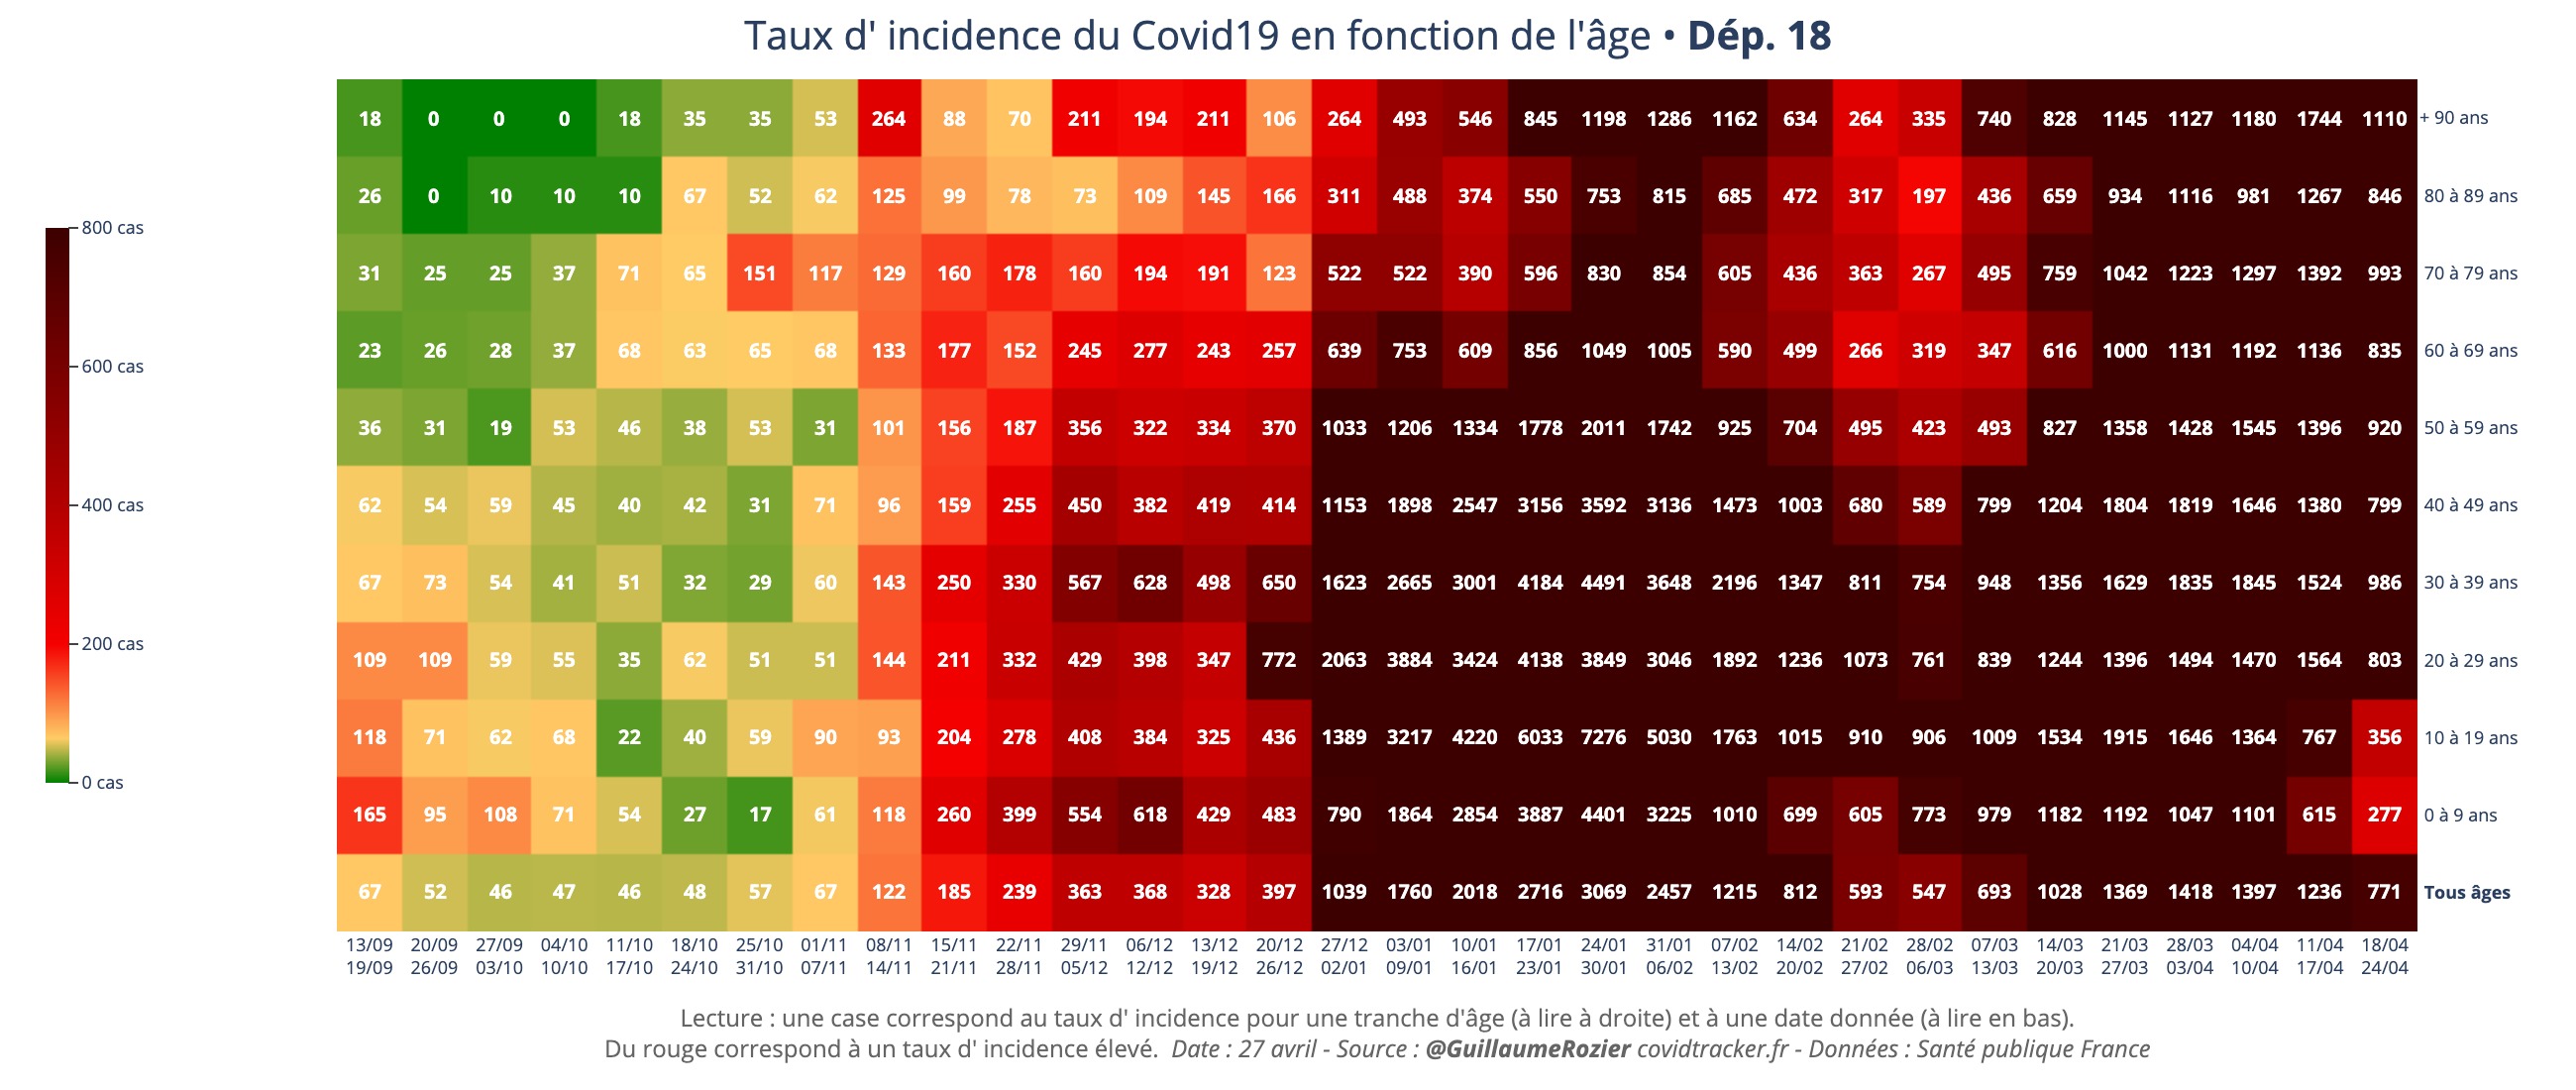 Taux d' incidence du Covid19 en fonction de l'âge • Dép. 18
18 0 0 0 18 35 35 53 264 88 70 211 194 211 106 264 493 546 845 1198 1286 1162 634 264 335 740 828 1145 1127 1180 1744 1110 + 90 ans
26 0 10 10 10 67 52 62 125 99 78 73 109 145 166 311 488 374 550 753 815 685 472 317 197 436 659 934 1116 981 1267 846 80 à 89 ans
800 cas
31 25 25 37 71 65 151 117 129 160 178 160 194 191 123 522 522 390 596 830 854 605 436 363 267 495 759 1042 1223 1297 1392 993 70 à 79 ans
23 26 28 37 68 63 65 68 133 177 152 245 277 243 257 639 753 609 856 1049 1005 590 499 266 319 347 616 1000 1131 1192 1136 835 60 à 69 ans
600 cas
36 31 19 53 46 38 53 31 101 156 187 356 322 334 370 1033 1206 1334 1778 2011 1742 925 704 495 423 493 827 1358 1428 1545 1396 920 50 à 59 ans
400 cas
62 54 59 45 40 42 31 71 96 159 255 450 382 419 414 1153 1898 2547 3156 3592 3136 1473 1003 680 589 799 1204 1804 1819 1646 1380 799 40 à 49 ans
67 73 54 41 51 32 29 60 143 250 330 567 628 498 650 1623 2665 3001 4184 4491 3648 2196 1347 811 754 948 1356 1629 1835 1845 1524 986 30 à 39 ans
200 cas
109 109 59 55 35 62 51 51 144 211 332 429 398 347 772 2063 3884 3424 4138 3849 3046 1892 1236 1073 761 839 1244 1396 1494 1470 1564 803 20 à 29 ans
118 71 62 68 22 40 59 90 93 204 278 408 384 325 436 1389 3217 4220 6033 7276 5030 1763 1015 910 906 1009 1534 1915 1646 1364 767 356 10 à 19 ans
0 cas
165 95 108 71 54 27 17 61 118 260 399 554 618 429 483 790 1864 2854 3887 4401 3225 1010 699 605 773 979 1182 1192 1047 1101 615 277 0 à 9 ans
67 52 46 47 46 48 57 67 122 185 239 363 368 328 397 1039 1760 2018 2716 3069 2457 1215 812 593 547 693 1028 1369 1418 1397 1236 771 Tous âges
13/09 20/09 27/09 04/10 11/10 18/10 25/10 01/11 08/11 15/11 22/11 29/11 06/12 13/12 20/12 27/12 03/01 10/01 17/01 24/01 31/01 07/02 14/02 21/02 28/02 07/03 14/03 21/03 28/03 04/04 11/04 18/04
19/09 26/09 03/10 10/10 17/10 24/10 31/10 07/11 14/11 21/11 28/11 05/12 12/12 19/12 26/12 02/01 09/01 16/01 23/01 30/01 06/02 13/02 20/02 27/02 06/03 13/03 20/03 27/03 03/04 10/04 17/04 24/04
Lecture : une case correspond au taux d' incidence pour une tranche d'âge (à lire à droite) et à une date donnée (à lire en bas).
Du rouge correspond à un taux d' incidence élevé. Date : 27 avril - Source : @GuillaumeRozier covidtracker.fr - Données : Santé publique France